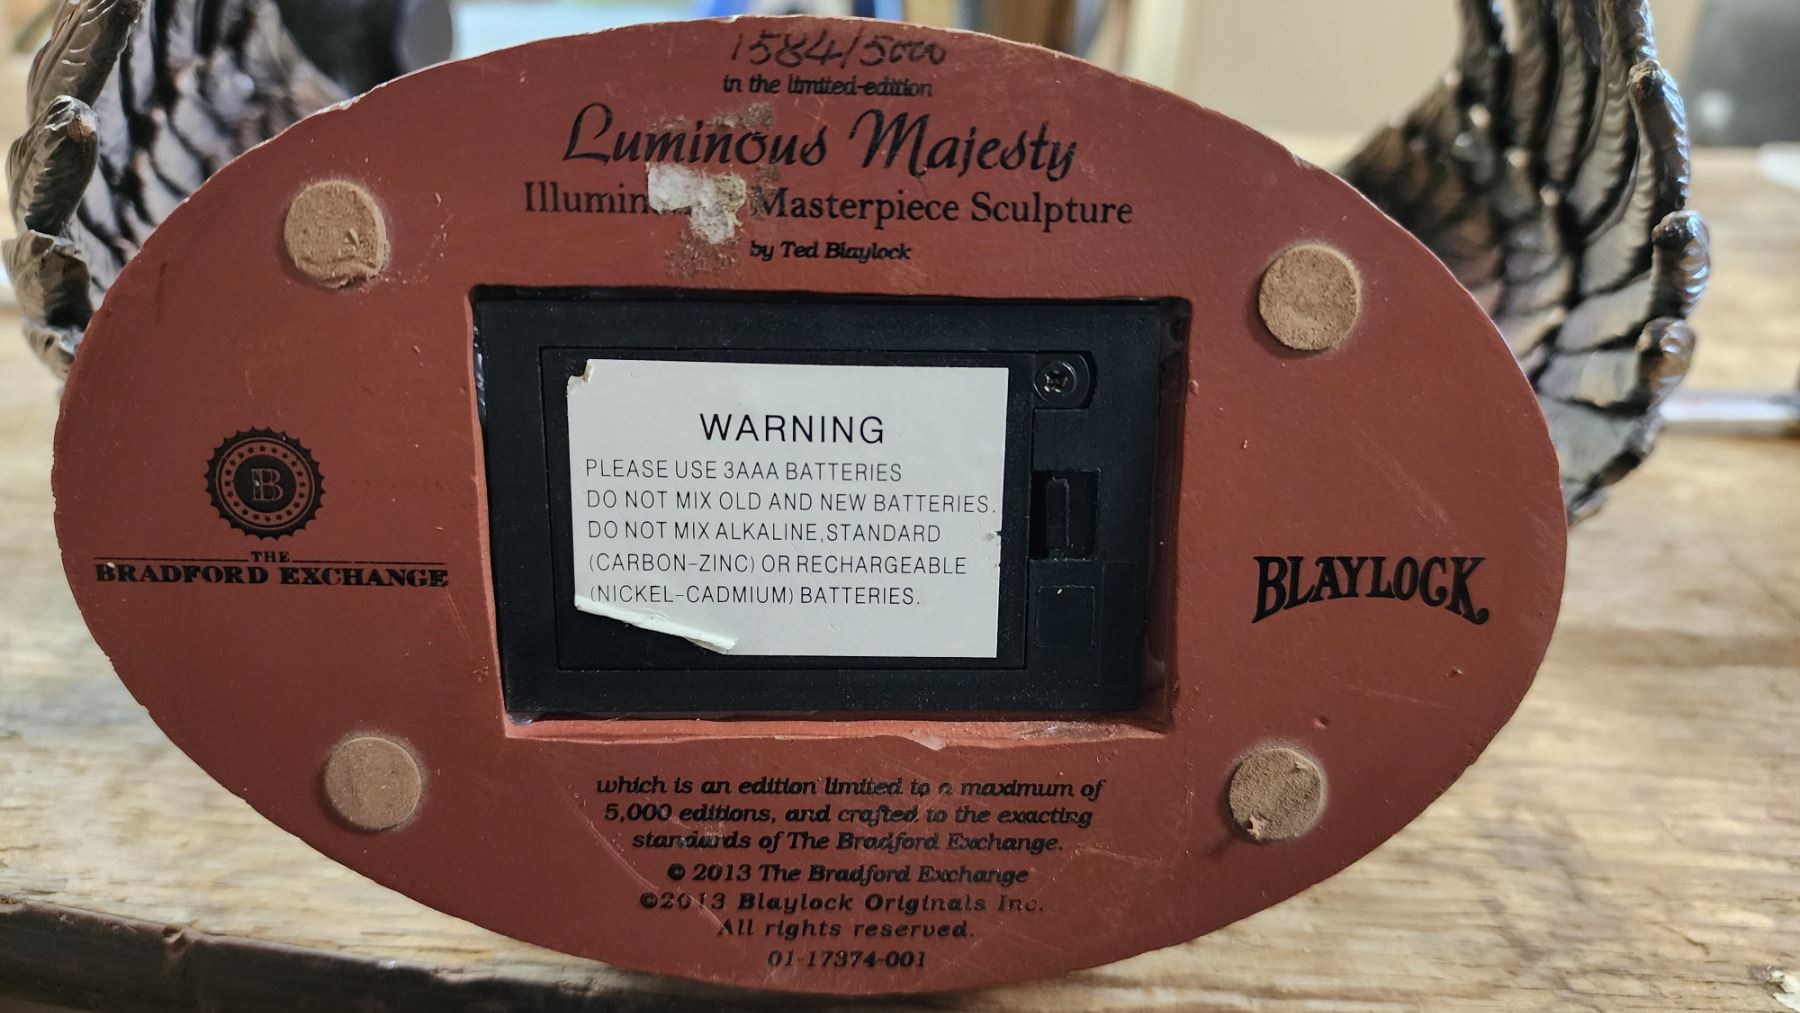 1584/5000
in the limited-edition
Luminous Majesty
Masterpiece Sculpture
by Ted Blaylock
WARNING
PLEASE USE 3AAA BATTERIES
DO NOT MIX OLD AND NEW BATTERIES.
DO NOT MIX ALKALINE,STANDARD
(CARBON-ZINC) OR RECHARGEABLE
(NICKEL-CADMIUM) BATTERIES.
B
THE
BRADFORD EXCHANGE
BLAYLOCK
which is an edition limited to a maximum of
5,000 editions, and crafted to the exacting
standards of The Bradford Exchange.
© 2013 The Bradford Exchange
©2013 Blaylock Originals Inc.
All rights reserved.
01-17374-001